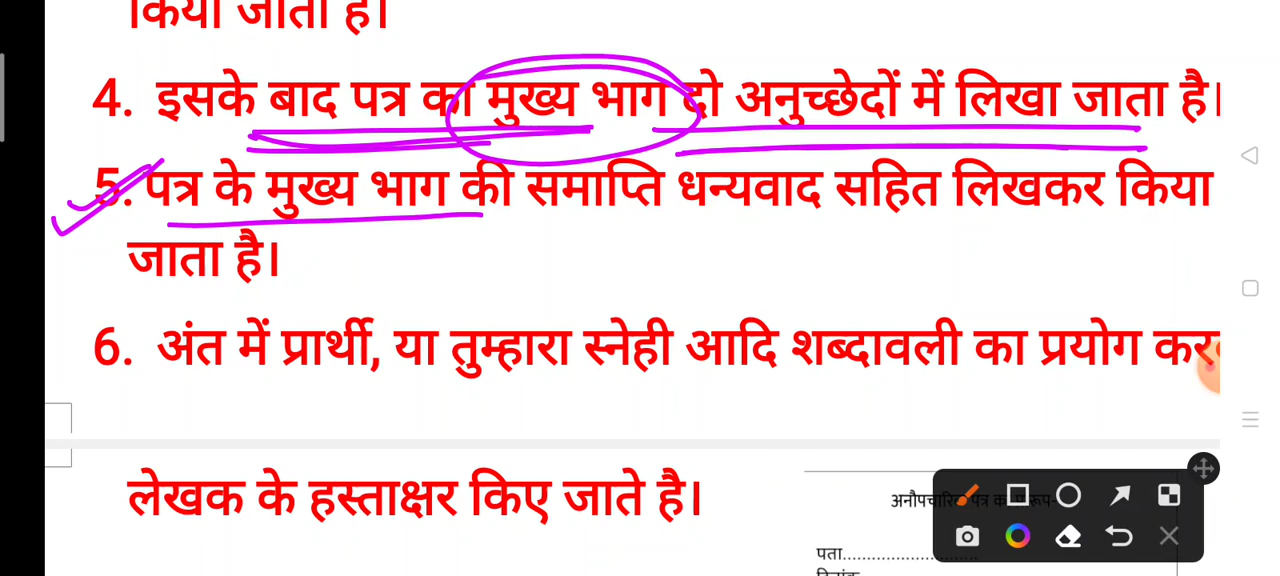 किया जाता है।
4. इसके बाद पत्र का मुख्य भाग दो अनुच्छेदों में लिखा जाता है।
5. पत्र के मुख्य भाग की समाप्ति धन्यवाद सहित लिखकर किया
जाता है।
6. अंत में प्रार्थी, या तुम्हारा स्नेही आदि शब्दावली का प्रयोग
लेखक के हस्ताक्षर किए जाते है।
पता..........................